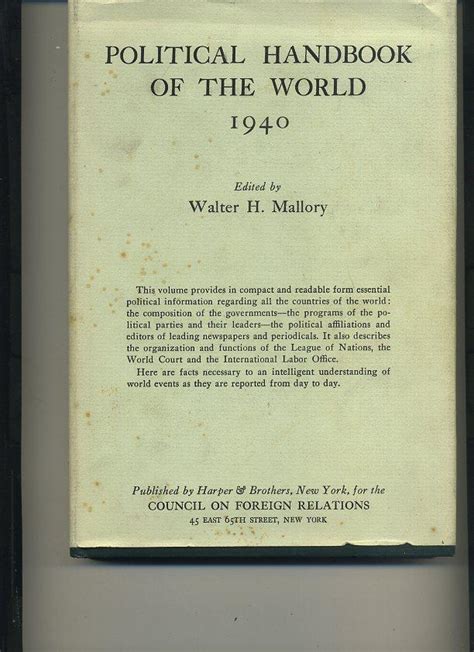 POLITICAL HANDBOOK
OF THE WORLD
1940
Edited by
Walter H. Mallory
This volume provides in compact and readable form essential
political information regarding all the countries of the world:
the composition of the governments—the programs of the po-
litical parties and their leaders—the political affiliations and
editors of leading newspapers and periodicals. It also describes
the organization and functions of the League of Nations, the
World Court and the International Labor Office.
Here are facts necessary to an intelligent understanding of
world events as they are reported from day to day.
Published by Harper & Brothers, New York, for the
COUNCIL ON FOREIGN RELATIONS
45 EAST 65TH STREET, NEW YORK